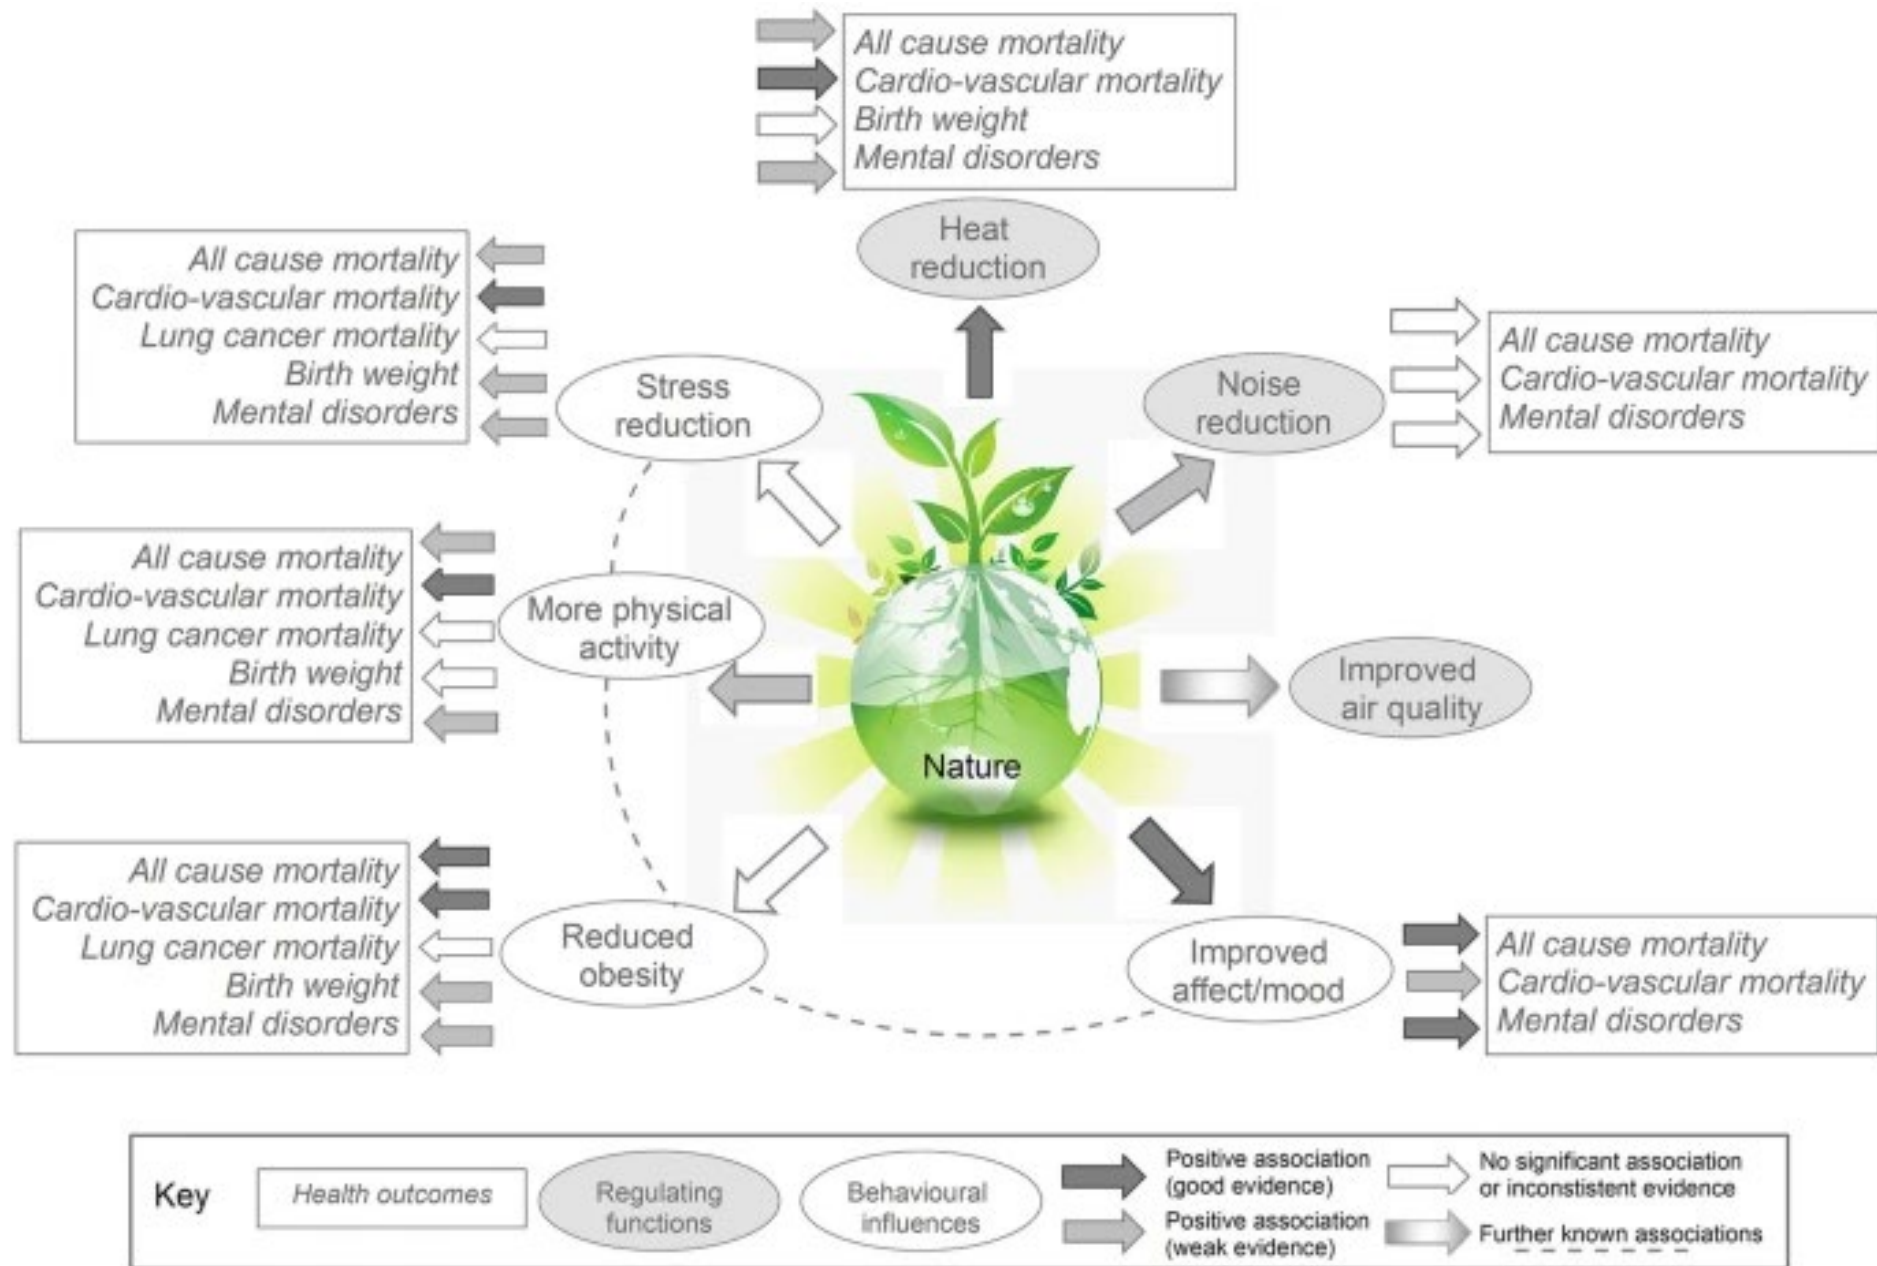 All cause mortality
Cardio-vascular mortality
Birth weight
Mental disorders
Heat
reduction
All cause mortality
Cardio-vascular mortality
Lung cancer mortality
Birth weight
Mental disorders
Stress
reduction
Noise
reduction
All cause mortality
Cardio-vascular mortality
Mental disorders
All cause mortality
Cardio-vascular mortality
Lung cancer mortality
Birth weight
Mental disorders
More physical
activity
Improved
air quality
Nature
All cause mortality
Cardio-vascular mortality
Lung cancer mortality
Birth weight
Mental disorders
Reduced
obesity
Improved
affect/mood
All cause mortality
Cardio-vascular mortality
Mental disorders
Key
Health outcomes
Regulating
functions
Behavioural
influences
Positive association
(good evidence)
Positive association
(weak evidence)
No significant association
or inconstistent evidence
Further known associations